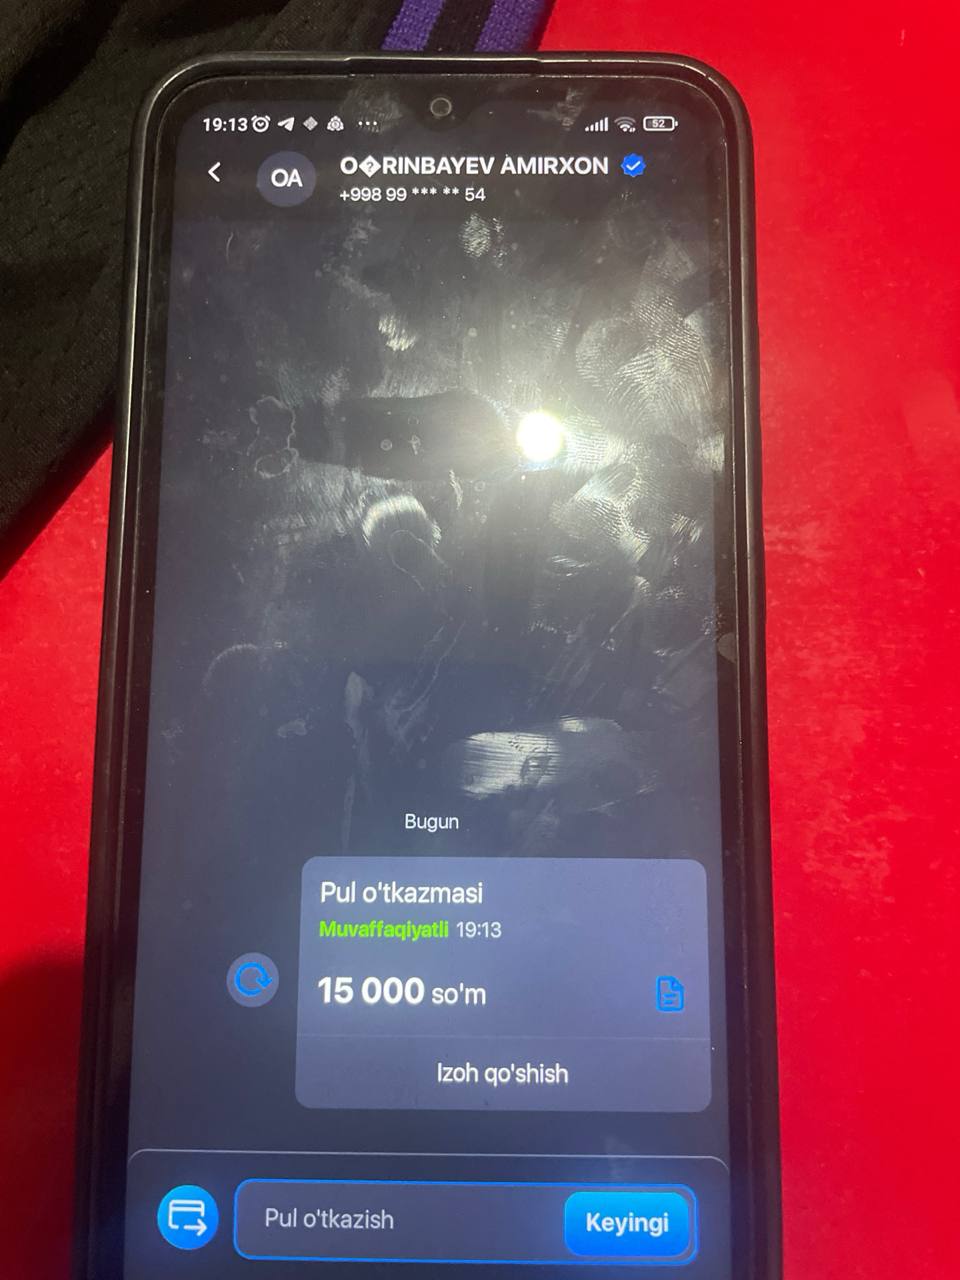 19:13
52
OA
O�RINBAYEV AMIRXON
+998 99 *** ** 54
Bugun
Pul o'tkazmasi
Muvaffaqiyatli 19:13
15 000 so'm
Izoh qo'shish
Pul o'tkazish
Keyingi